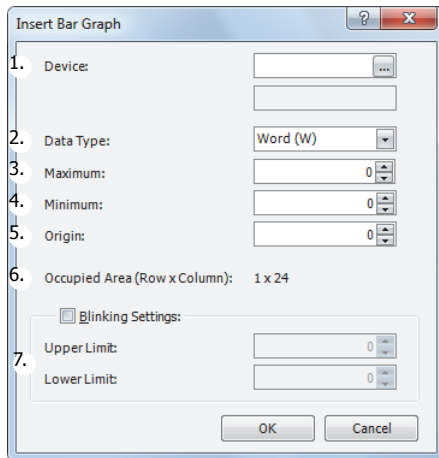 Insert Bar Graph
1. Device: ...
2. Data Type: Word (W)
3. Maximum: 0
4. Minimum: 0
5. Origin: 0
6. Occupied Area (Row x Column): 1 x 24
Blinking Settings:
7.
Upper Limit: 0
Lower Limit: 0
OK Cancel